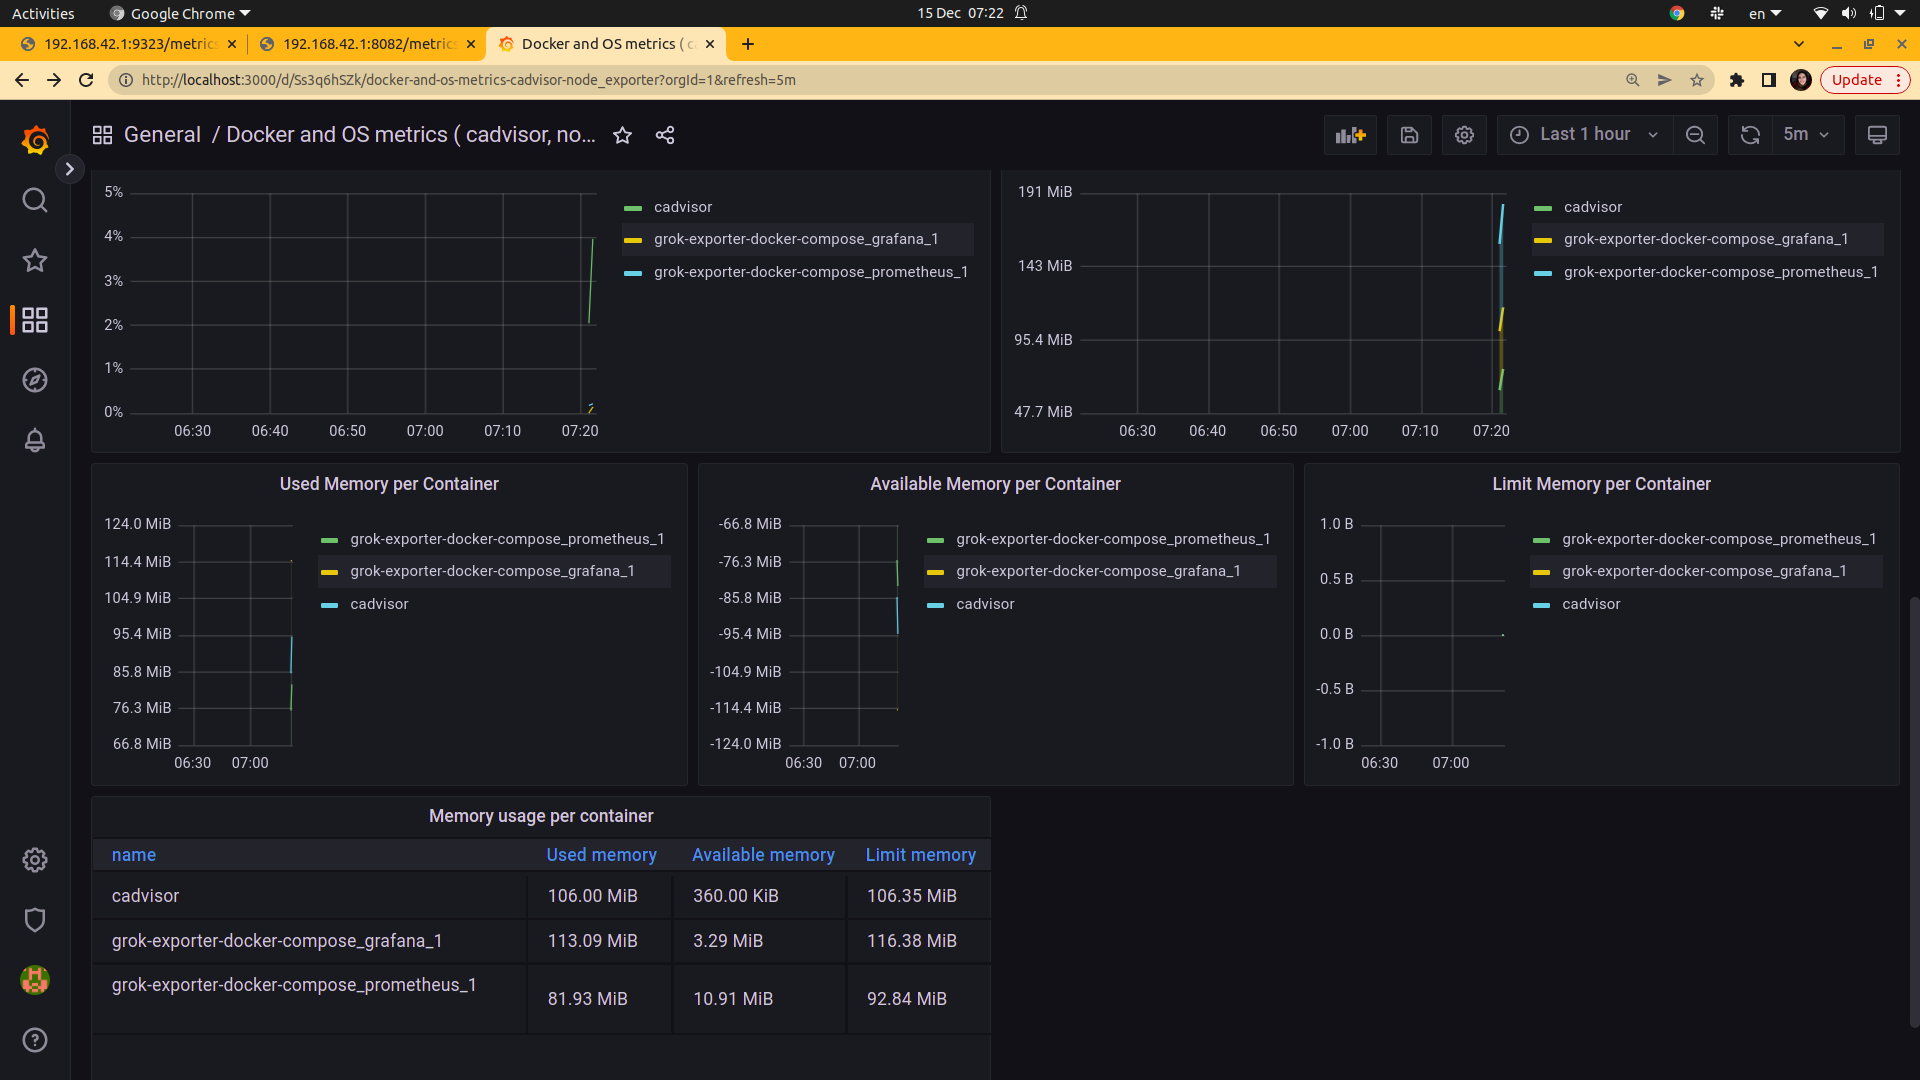 Activities Google Chrome 15 Dec 07:22 en
192.168.42.1:9323/metrics 192.168.42.1:8082/metrics Docker and OS metrics ( c
http://localhost:3000/d/Ss3q6hSZk/docker-and-os-metrics-cadvisor-node_exporter?orgId=1&refresh=5m Update
General / Docker and OS metrics ( cadvisor, no... Last 1 hour 5m
5%
4%
3%
2%
1%
0%
06:30 06:40 06:50 07:00 07:10 07:20
cadvisor
grok-exporter-docker-compose_grafana_1
grok-exporter-docker-compose_prometheus_1
191 MiB
143 MiB
95.4 MiB
47.7 MiB
06:30 06:40 06:50 07:00 07:10 07:20
cadvisor
grok-exporter-docker-compose_grafana_1
grok-exporter-docker-compose_prometheus_1
Used Memory per Container
124.0 MiB
114.4 MiB
104.9 MiB
95.4 MiB
85.8 MiB
76.3 MiB
66.8 MiB
06:30 07:00
grok-exporter-docker-compose_prometheus_1
grok-exporter-docker-compose_grafana_1
cadvisor
Available Memory per Container
-66.8 MiB
-76.3 MiB
-85.8 MiB
-95.4 MiB
-104.9 MiB
-114.4 MiB
-124.0 MiB
06:30 07:00
grok-exporter-docker-compose_prometheus_1
grok-exporter-docker-compose_grafana_1
cadvisor
Limit Memory per Container
1.0 B
0.5 B
0.0 B
-0.5 B
-1.0 B
06:30 07:00
grok-exporter-docker-compose_prometheus_1
grok-exporter-docker-compose_grafana_1
cadvisor
Memory usage per container
name Used memory Available memory Limit memory
cadvisor 106.00 MiB 360.00 KiB 106.35 MiB
grok-exporter-docker-compose_grafana_1 113.09 MiB 3.29 MiB 116.38 MiB
grok-exporter-docker-compose_prometheus_1 81.93 MiB 10.91 MiB 92.84 MiB